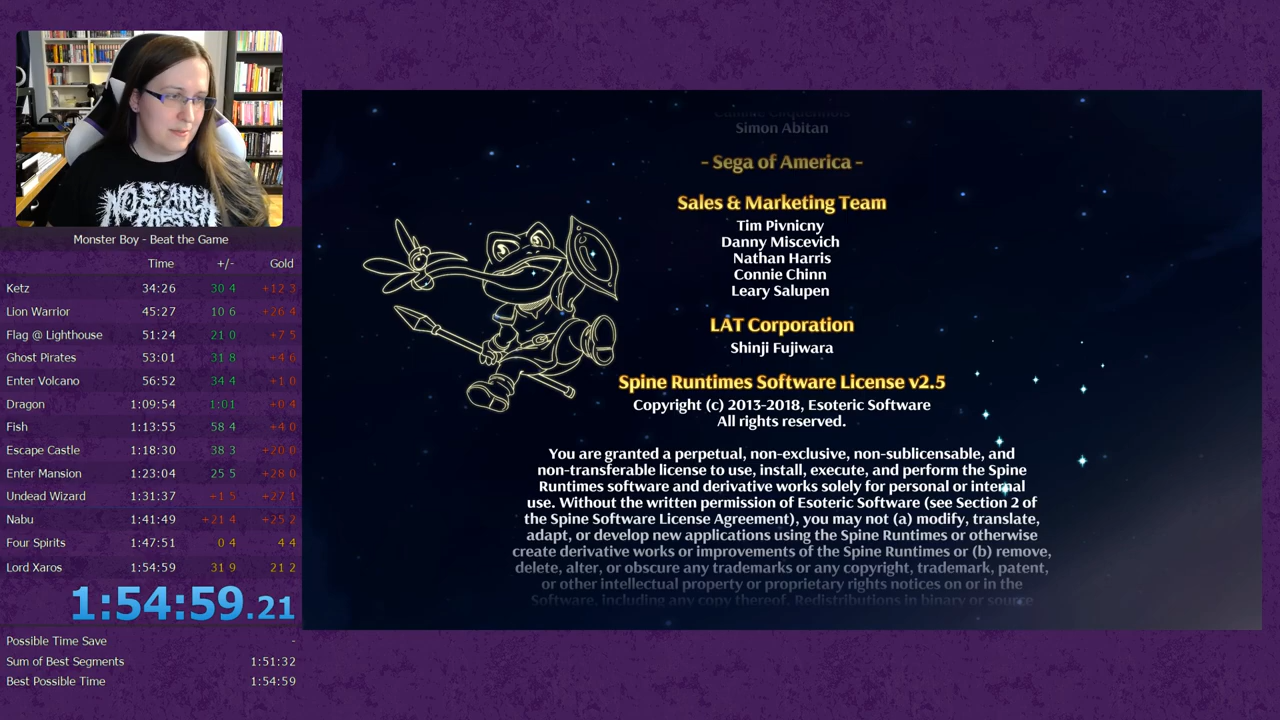 NO STARCH
PRESS
Monster Boy - Beat the Game
Time +/- Gold
Ketz 34:26 30 4 +12 3
Lion Warrior 45:27 10 6 +26 4
Flag @ Lighthouse 51:24 21 0 +7 5
Ghost Pirates 53:01 31 8 +4 6
Enter Volcano 56:52 34 4 +1 0
Dragon 1:09:54 1:01 +0 4
Fish 1:13:55 58 4 +4 0
Escape Castle 1:18:30 38 3 +20 0
Enter Mansion 1:23:04 25 5 +28 0
Undead Wizard 1:31:37 +1 5 +27 1
Nabu 1:41:49 +21 4 +25 2
Four Spirits 1:47:51 0 4 4 4
Lord Xaros 1:54:59 31 9 21 2
1:54:59.21
Possible Time Save -
Sum of Best Segments 1:51:32
Best Possible Time 1:54:59
Simon Abitan
- Sega of America -
Sales & Marketing Team
Tim Pivnicny
Danny Miscevich
Nathan Harris
Connie Chinn
Leary Salupen
LAT Corporation
Shinji Fujiwara
Spine Runtimes Software License v2.5
Copyright (c) 2013-2018, Esoteric Software
All rights reserved.
You are granted a perpetual, non-exclusive, non-sublicensable, and
non-transferable license to use, install, execute, and perform the Spine
Runtimes software and derivative works solely for personal or internal
use. Without the written permission of Esoteric Software (see Section 2 of
the Spine Software License Agreement), you may not (a) modify, translate,
adapt, or develop new applications using the Spine Runtimes or otherwise
create derivative works or improvements of the Spine Runtimes or (b) remove,
delete, alter, or obscure any trademarks or any copyright, trademark, patent,
or other intellectual property or proprietary rights notices on or in the
Software, including any copy thereof. Redistributions in binary or source